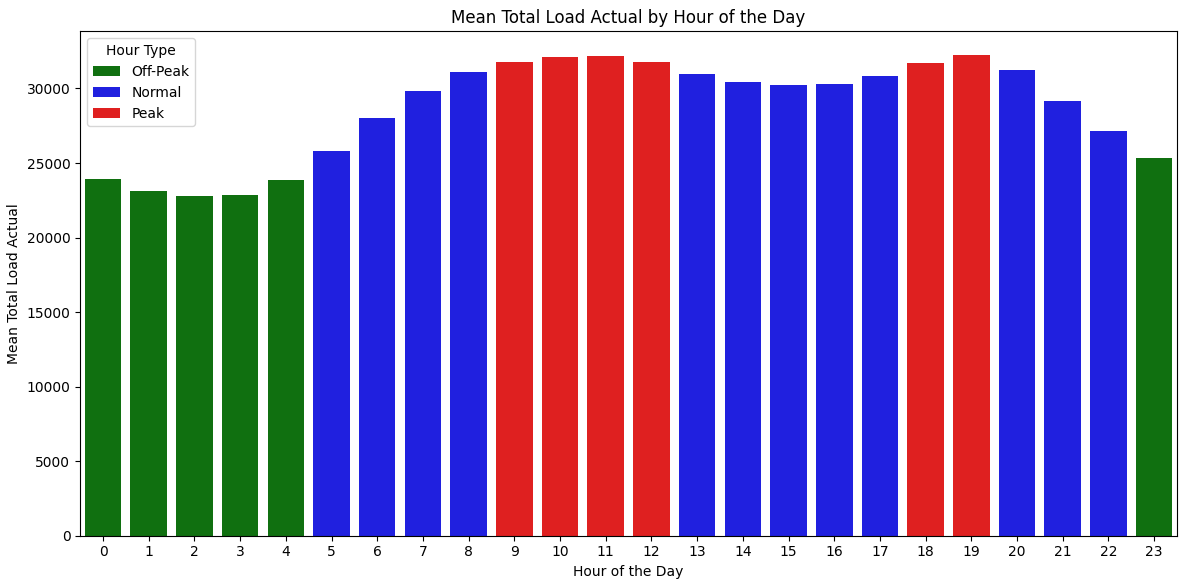 Mean Total Load Actual by Hour of the Day
Hour Type
Off-Peak
Normal
Peak
30000
25000
20000
15000
10000
5000
0
Mean Total Load Actual
0 1 2 3 4 5 6 7 8 9 10 11 12 13 14 15 16 17 18 19 20 21 22 23
Hour of the Day